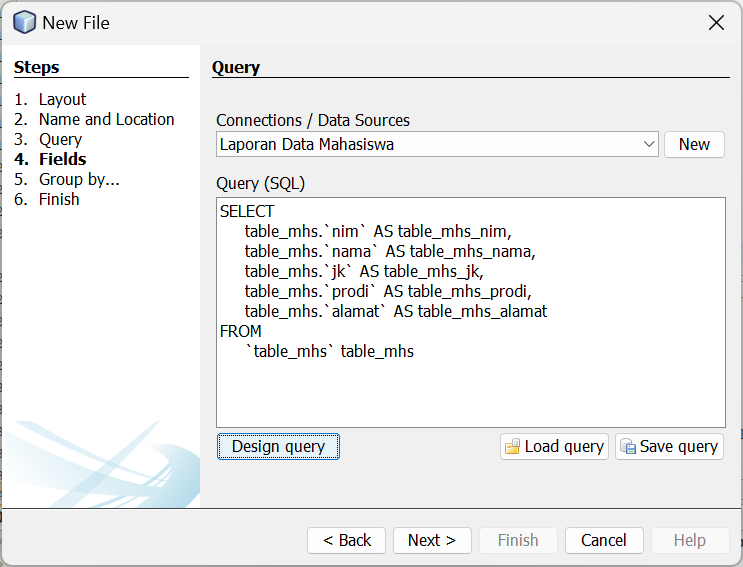 New File
Steps
1. Layout
2. Name and Location
3. Query
4. Fields
5. Group by...
6. Finish
Query
Connections / Data Sources
Laporan Data Mahasiswa
New
Query (SQL)
SELECT
table_mhs.`nim` AS table_mhs_nim,
table_mhs.`nama` AS table_mhs_nama,
table_mhs.`jk` AS table_mhs_jk,
table_mhs.`prodi` AS table_mhs_prodi,
table_mhs.`alamat` AS table_mhs_alamat
FROM
`table_mhs` table_mhs
Design query
Load query
Save query
< Back
Next >
Finish
Cancel
Help